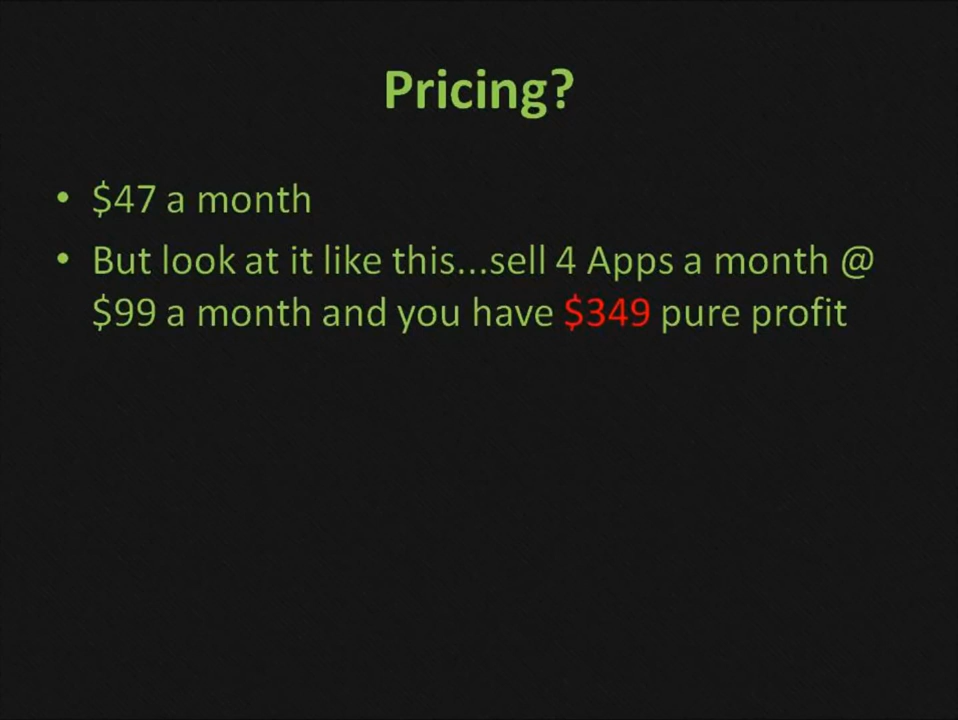 Pricing?
• $47 a month
• But look at it like this...sell 4 Apps a month @
$99 a month and you have $349 pure profit